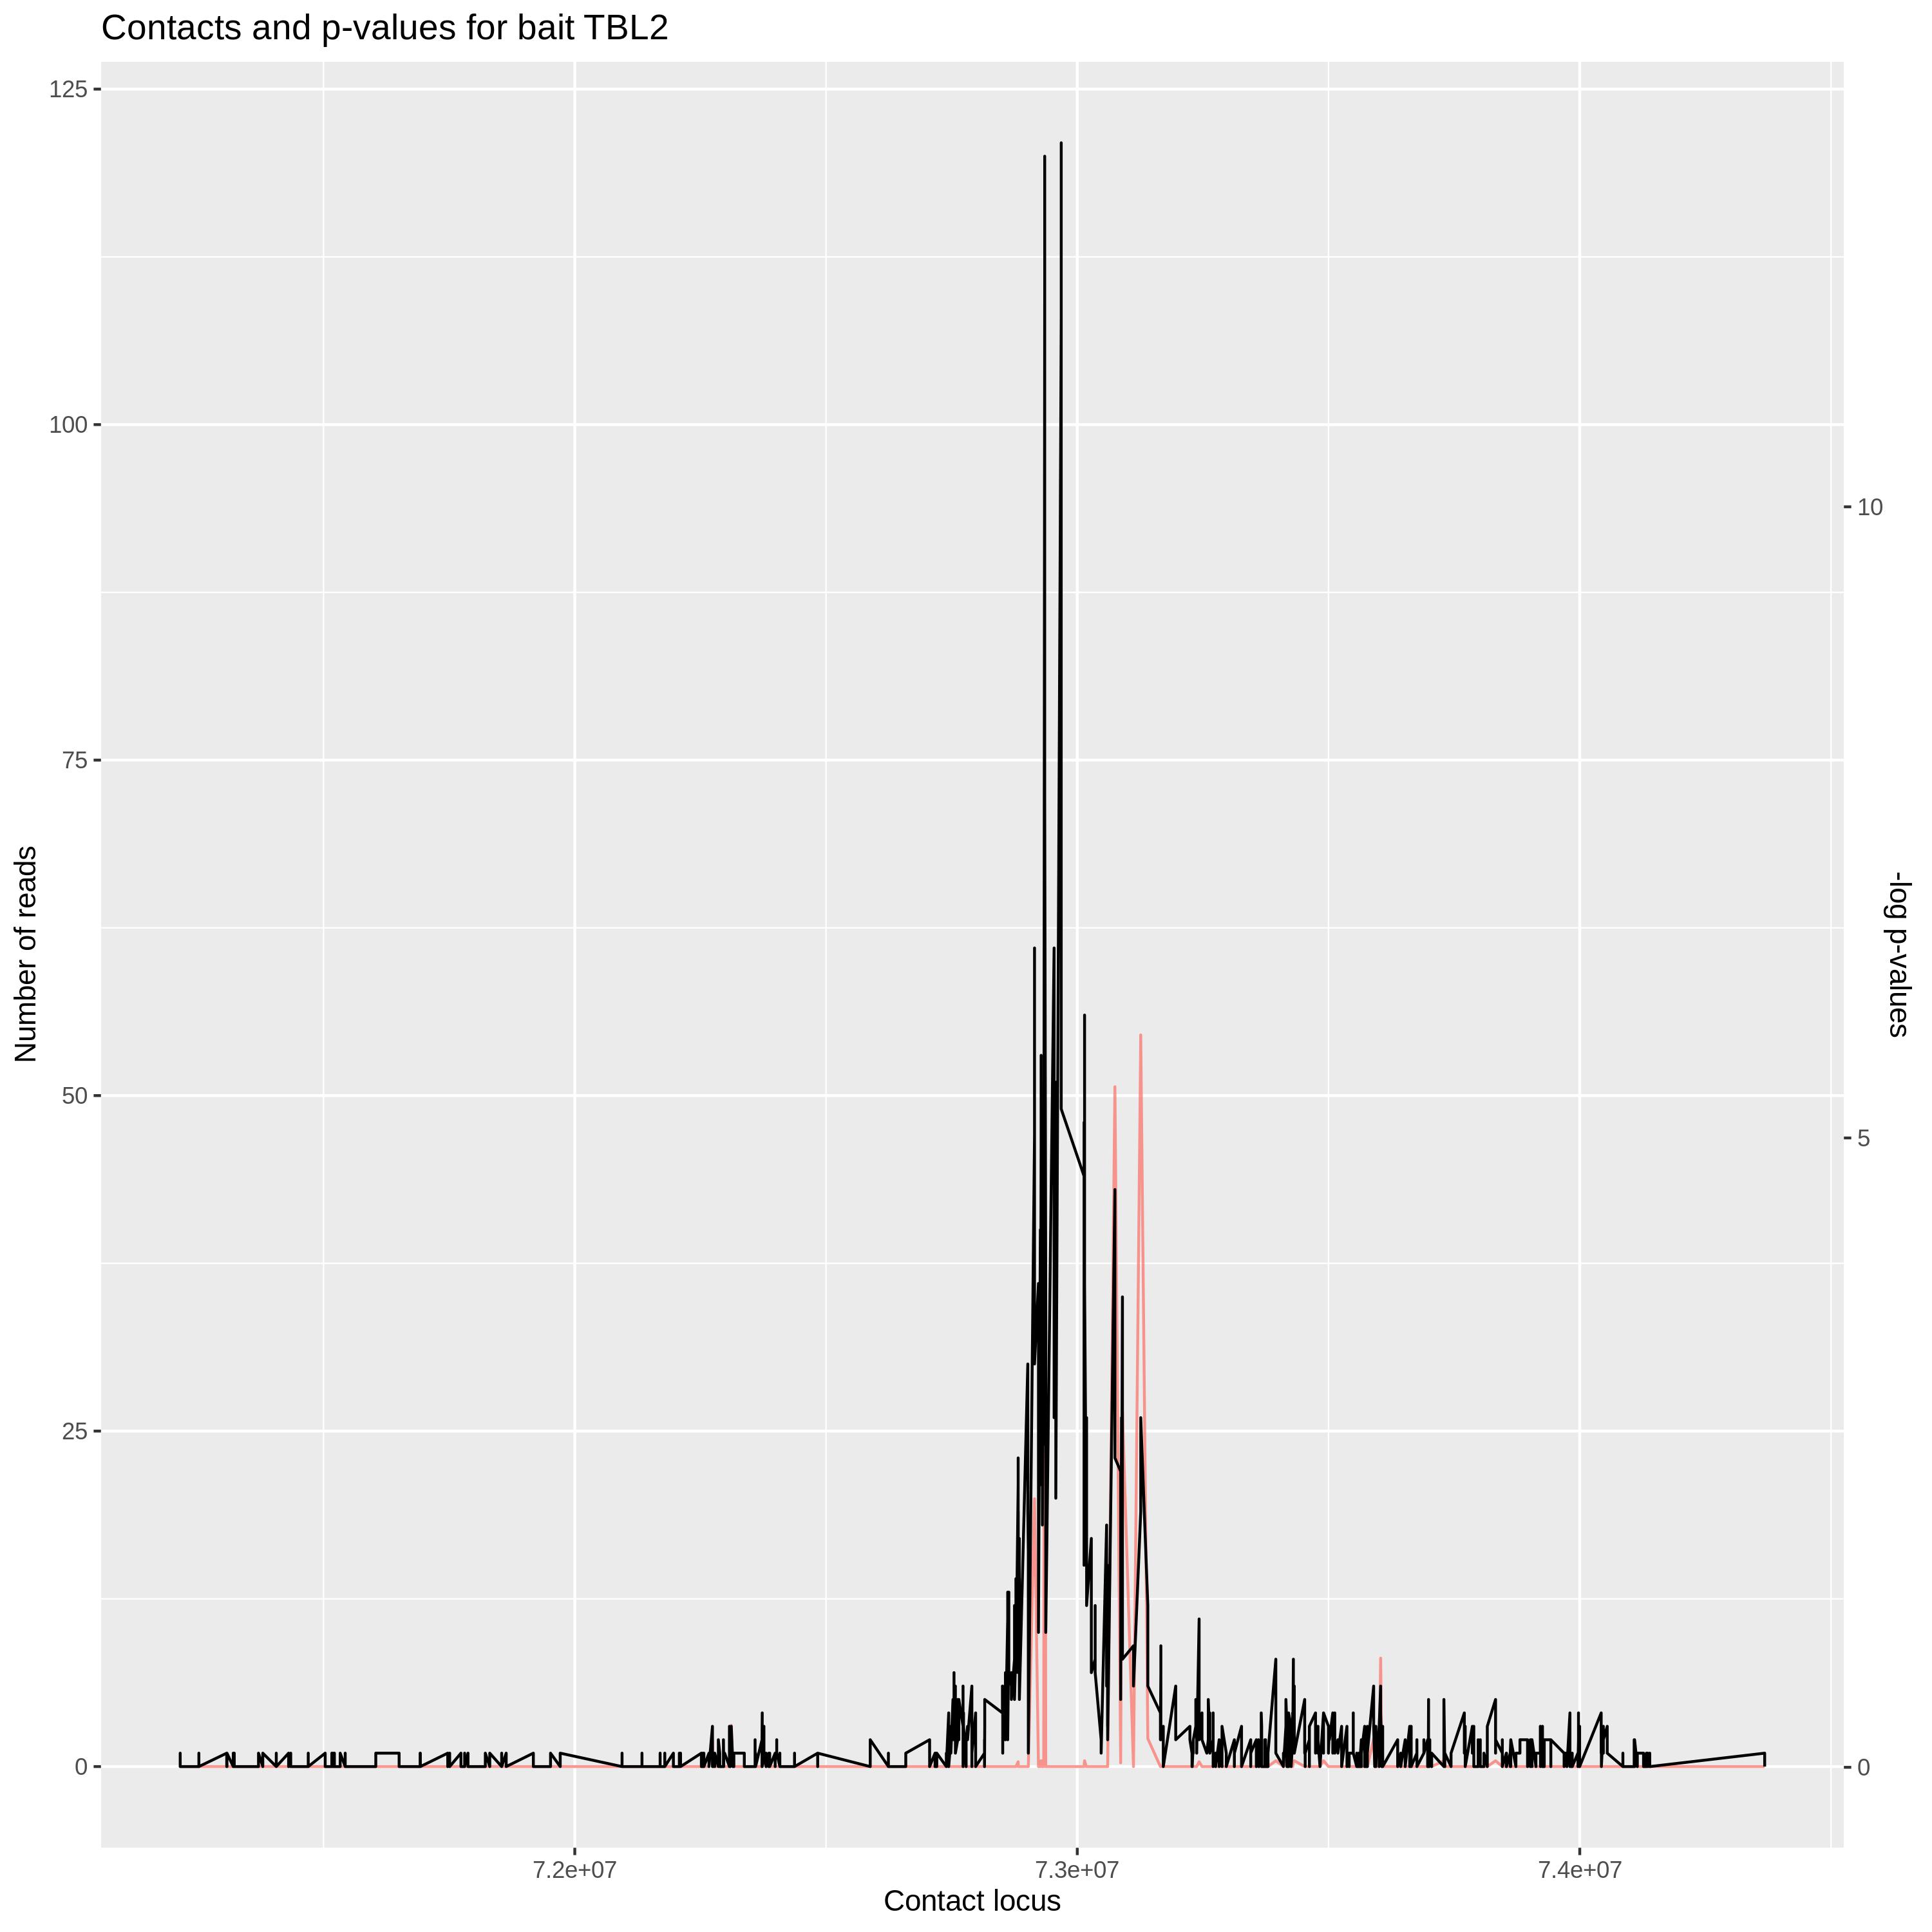 Contacts and p-values for bait TBL2
125
100
75
50
25
0
Number of reads
10
5
0
-log p-values
7.2e+07 7.3e+07 7.4e+07
Contact locus